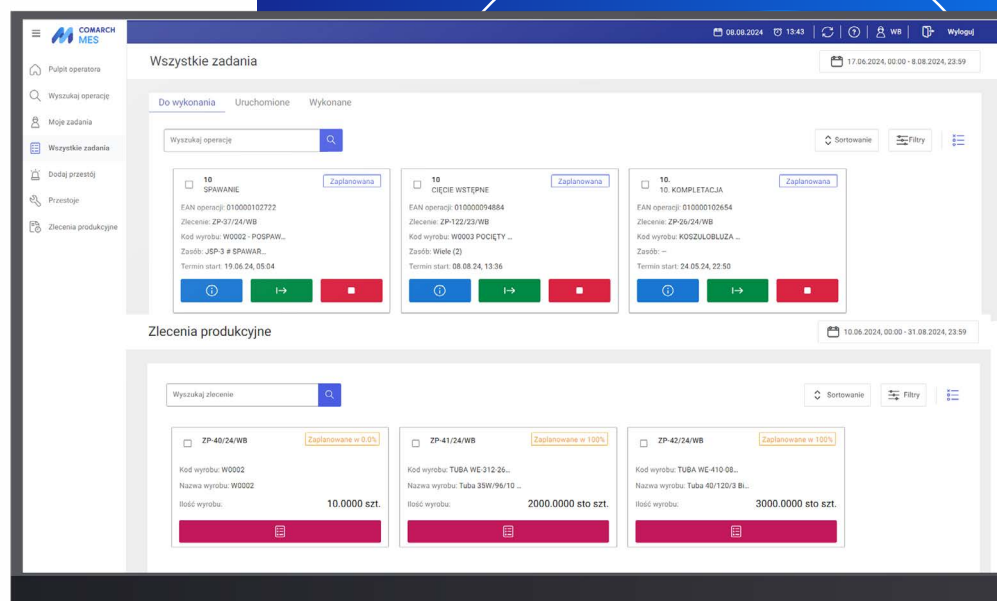 COMARCH
MES
08.08.2024 13:43 WB Wyloguj
Pulpit operatora
Wyszukaj operację
Moje zadania
Wszystkie zadania
Dodaj przestój
Przestoje
Zlecenia produkcyjne
Wszystkie zadania
17.06.2024, 00:00 - 8.08.2024, 23:59
Do wykonania Uruchomione Wykonane
Wyszukaj operację
Sortowanie Filtry
10 Zaplanowana
SPAWANIE
EAN operacji: 010000102722
Zlecenie: ZP-37/24/WB
Kod wyrobu: W0002 - POSPAW...
Zasób: JSP-3 # SPAWAR...
Termin start: 19.06.24, 05:04
10 Zaplanowana
CIĘCIE WSTĘPNE
EAN operacji: 010000094884
Zlecenie: ZP-122/23/WB
Kod wyrobu: W0003 POCIĘTY ...
Zasób: Wiele (2)
Termin start: 08.08.24, 13:36
10. Zaplanowana
10. KOMPLETACJA
EAN operacji: 010000102654
Zlecenie: ZP-26/24/WB
Kod wyrobu: KOSZULOBLUZA ...
Zasób: --
Termin start: 24.05.24, 22:50
Zlecenia produkcyjne
10.06.2024, 00:00 - 31.08.2024, 23:59
Wyszukaj zlecenie
Sortowanie Filtry
ZP-40/24/WB Zaplanowane w 0.0%
Kod wyrobu: W0002
Nazwa wyrobu: W0002
Ilość wyrobu: 10.0000 szt.
ZP-41/24/WB Zaplanowane w 100%
Kod wyrobu: TUBA WE-312-26...
Nazwa wyrobu: Tuba 35W/96/10 ...
Ilość wyrobu: 2000.0000 sto szt.
ZP-42/24/WB Zaplanowane w 100%
Kod wyrobu: TUBA WE-410-08...
Nazwa wyrobu: Tuba 40/120/3 Bi...
Ilość wyrobu: 3000.0000 sto szt.